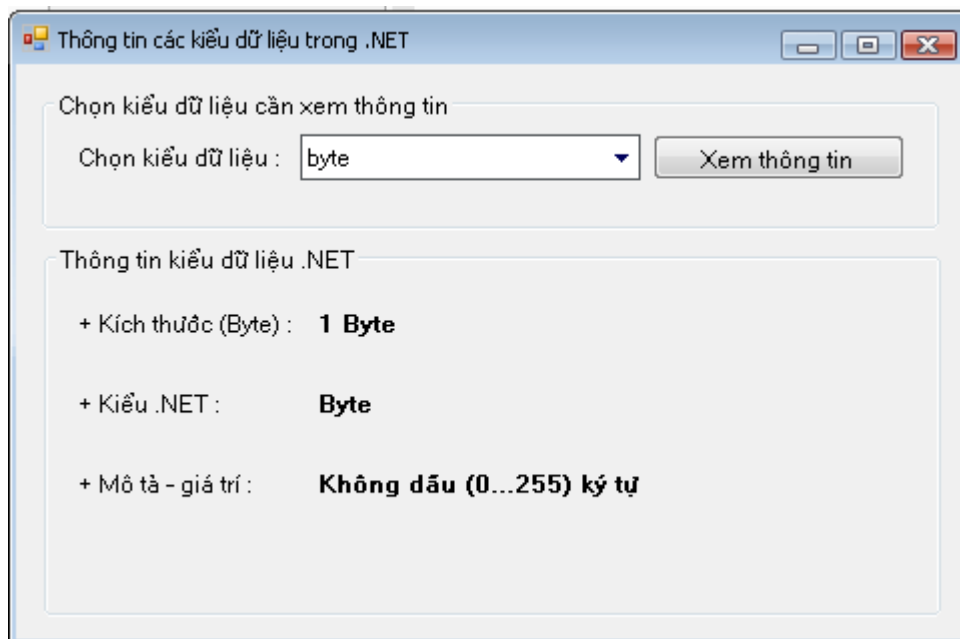 Thông tin các kiểu dữ liệu trong .NET
Chọn kiểu dữ liệu cần xem thông tin
Chọn kiểu dữ liệu : byte Xem thông tin
Thông tin kiểu dữ liệu .NET
+ Kích thước (Byte) : 1 Byte
+ Kiểu .NET : Byte
+ Mô tả - giá trí : Không dấu (0...255) ký tự